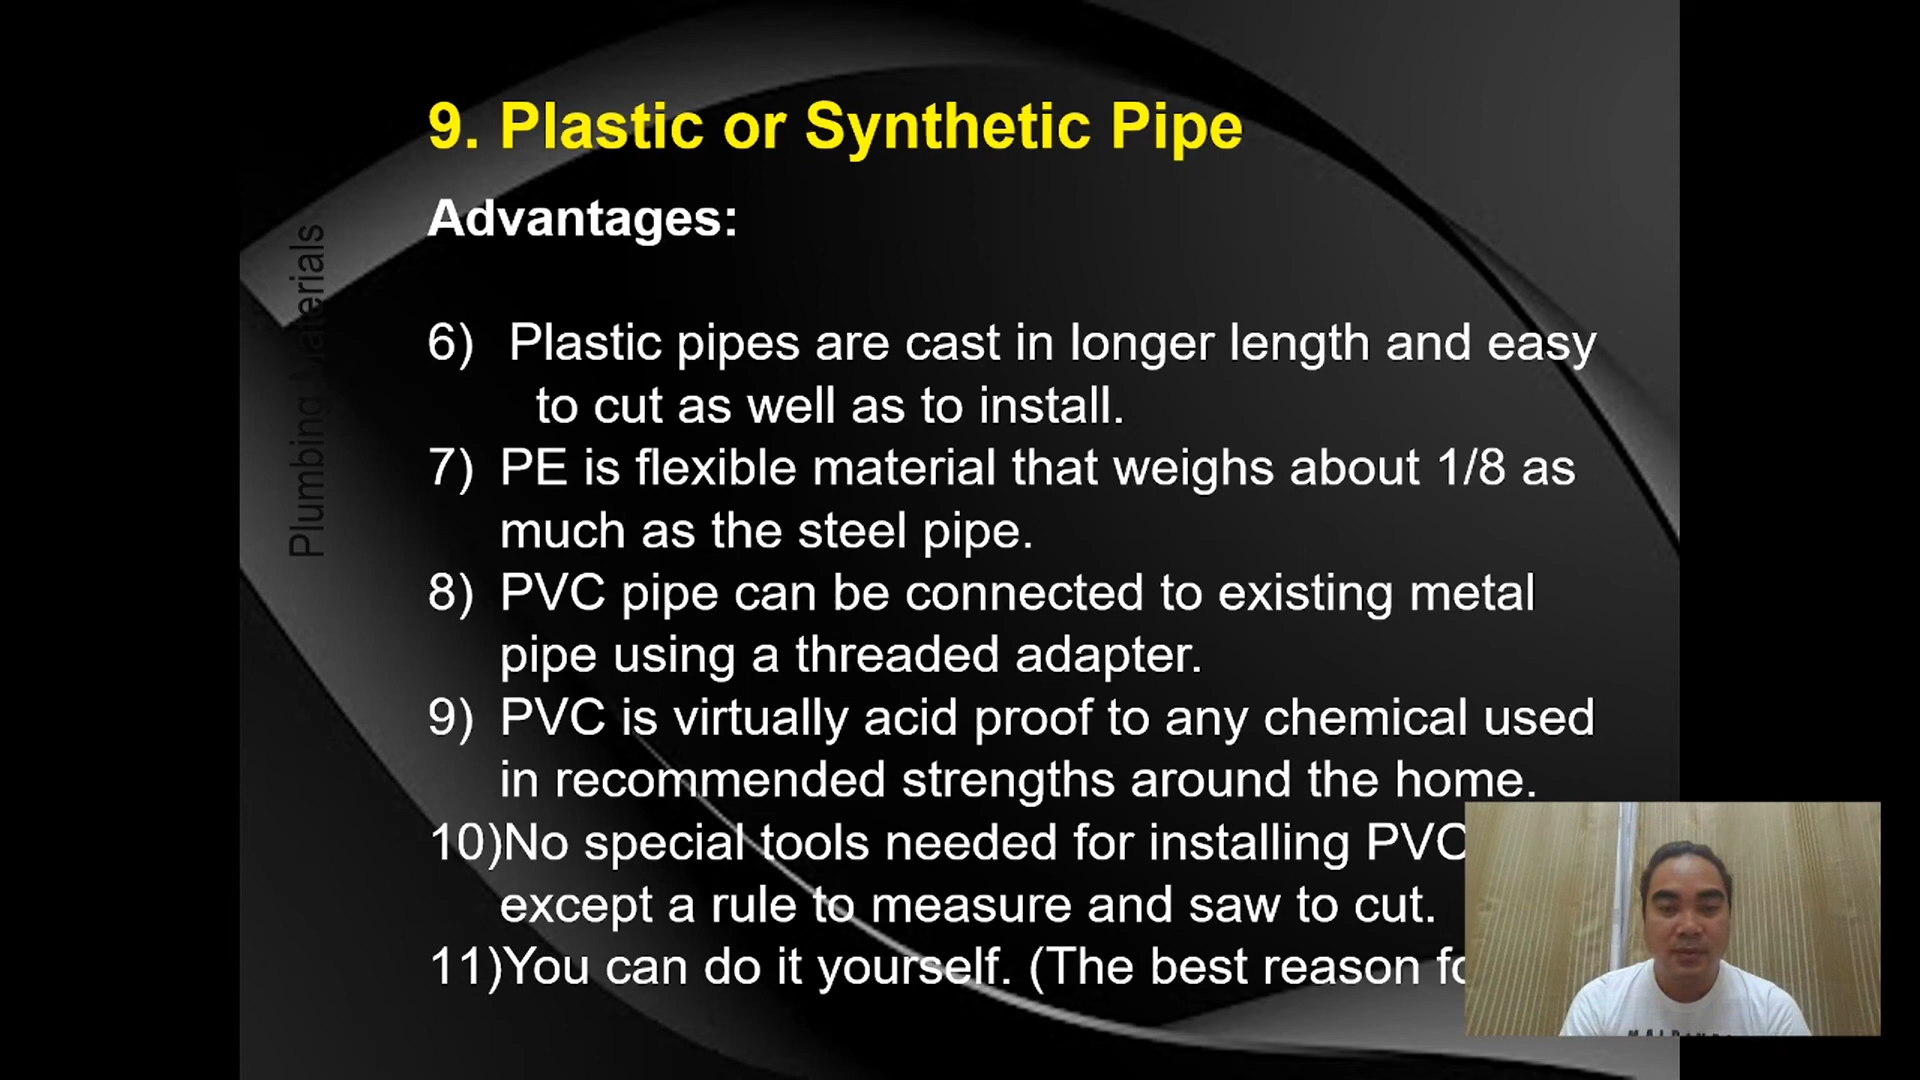 9. Plastic or Synthetic Pipe
Advantages:
Plumbing Materials
6) Plastic pipes are cast in longer length and easy
to cut as well as to install.
7) PE is flexible material that weighs about 1/8 as
much as the steel pipe.
8) PVC pipe can be connected to existing metal
pipe using a threaded adapter.
9) PVC is virtually acid proof to any chemical used
in recommended strengths around the home.
10)No special tools needed for installing PVC
except a rule to measure and saw to cut.
11)You can do it yourself. (The best reason